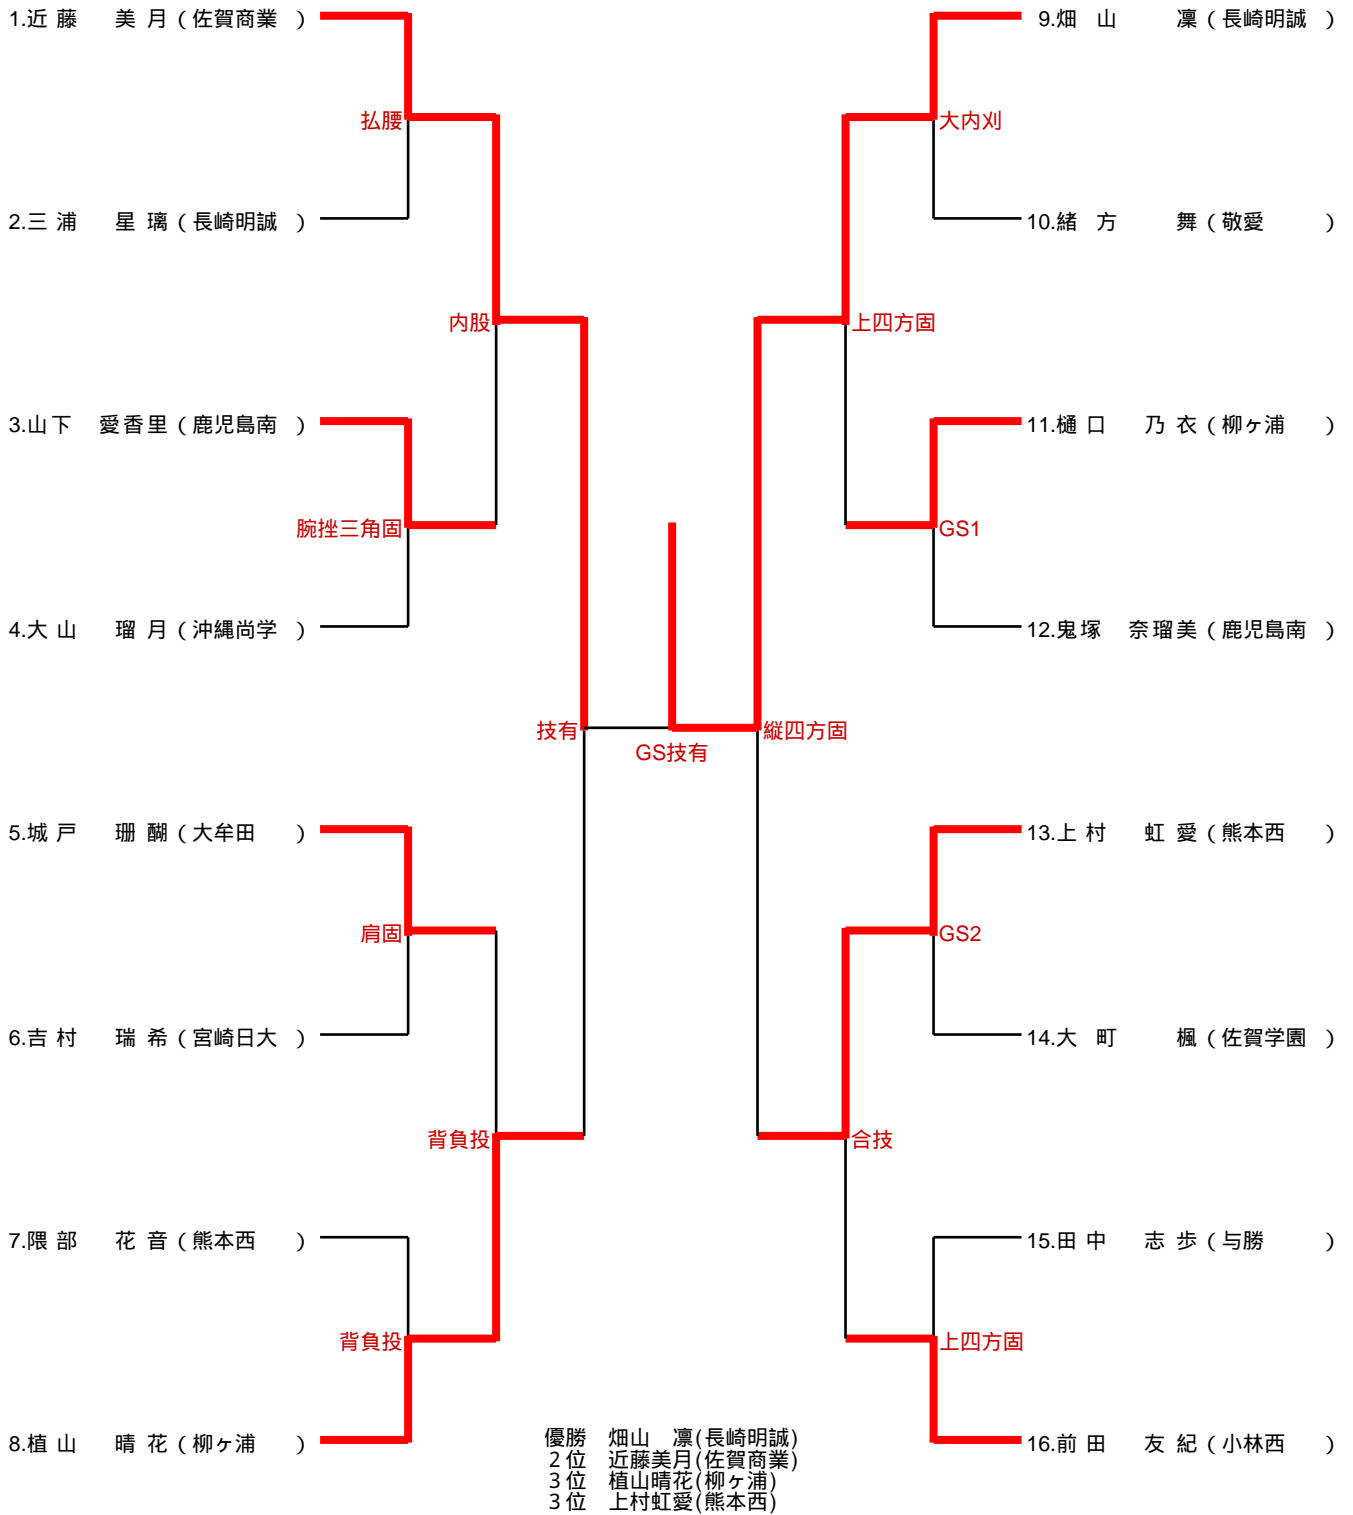 1.近藤 美月（佐賀商業）
払腰
2.三浦 星璃（長崎明誠）
内股
3.山下 愛香里（鹿児島南）
腕挫三角固
4.大山 瑠月（沖縄尚学）
技有
5.城戸 珊醐（大牟田）
肩固
6.吉村 瑞希（宮崎日大）
背負投
7.隈部 花音（熊本西）
背負投
8.植山 晴花（柳ヶ浦）
GS技有
9.畑山 凜（長崎明誠）
大内刈
10.緒方 舞（敬愛）
上四方固
11.樋口 乃衣（柳ヶ浦）
GS1
12.鬼塚 奈瑠美（鹿児島南）
縦四方固
13.上村 虹愛（熊本西）
GS2
14.大町 楓（佐賀学園）
合技
15.田中 志歩（与勝）
上四方固
16.前田 友紀（小林西）
優勝 畑山 凛(長崎明誠)
2位 近藤美月(佐賀商業)
3位 植山晴花(柳ヶ浦)
3位 上村虹愛(熊本西)